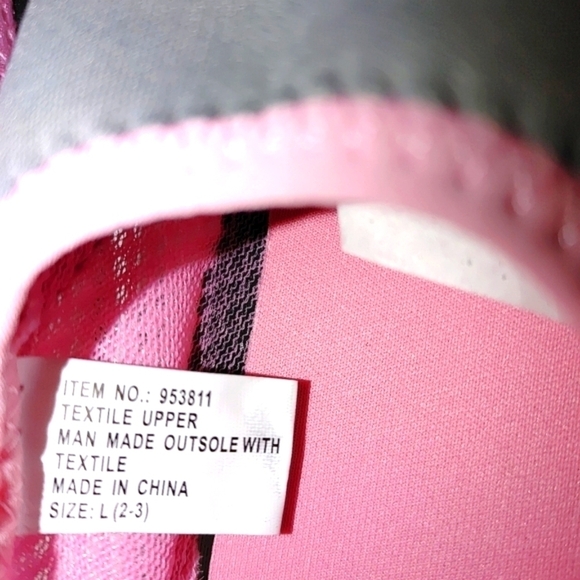 ITEM NO.: 953811
TEXTILE UPPER
MAN MADE OUTSOLE WITH
TEXTILE
MADE IN CHINA
SIZE: L (2-3)